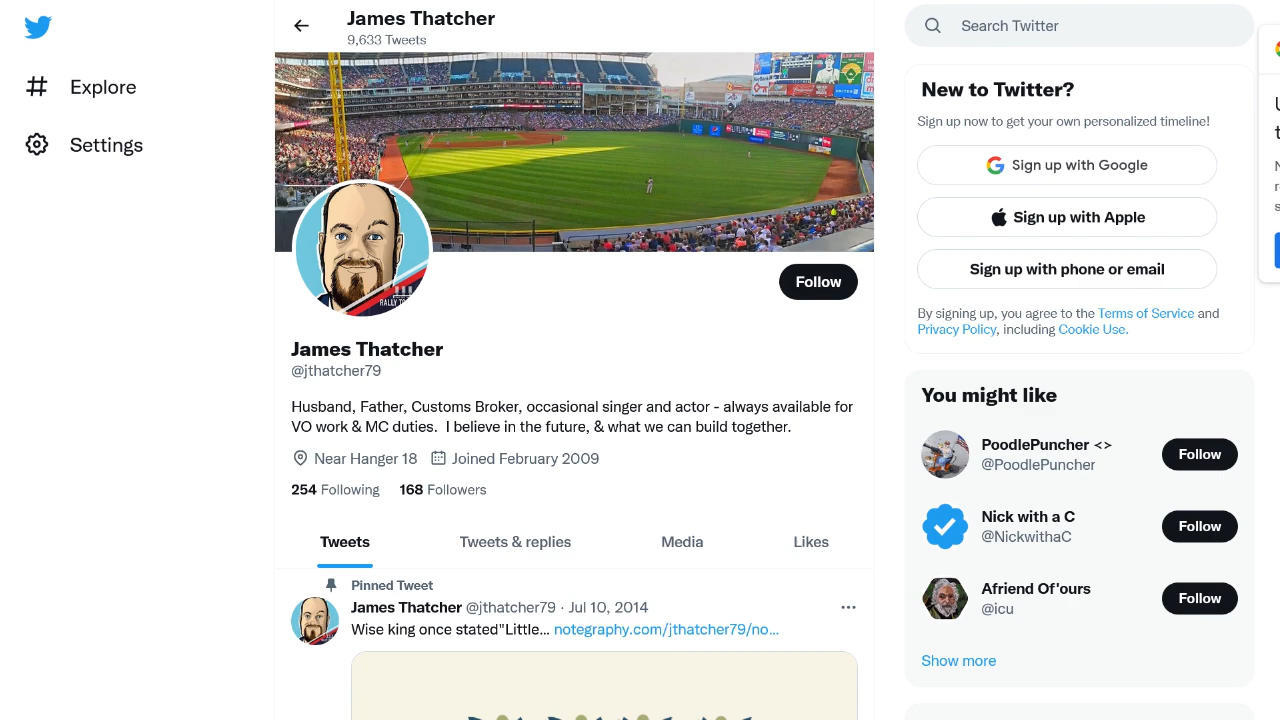 James Thatcher
9,633 Tweets
Explore
Settings
RALLY
Follow
James Thatcher
@jthatcher79
Husband, Father, Customs Broker, occasional singer and actor - always available for
VO work & MC duties.  I believe in the future, & what we can build together.
Near Hanger 18
Joined February 2009
254 Following
168 Followers
Tweets
Tweets & replies
Media
Likes
Pinned Tweet
James Thatcher @jthatcher79 · Jul 10, 2014
Wise king once stated"Little… notegraphy.com/jthatcher79/no…
Search Twitter
New to Twitter?
Sign up now to get your own personalized timeline!
Sign up with Google
Sign up with Apple
Sign up with phone or email
By signing up, you agree to the Terms of Service and
Privacy Policy, including Cookie Use.
You might like
PoodlePuncher <>
@PoodlePuncher
Follow
Nick with a C
@NickwithaC
Follow
Afriend Of'ours
@icu
Follow
Show more